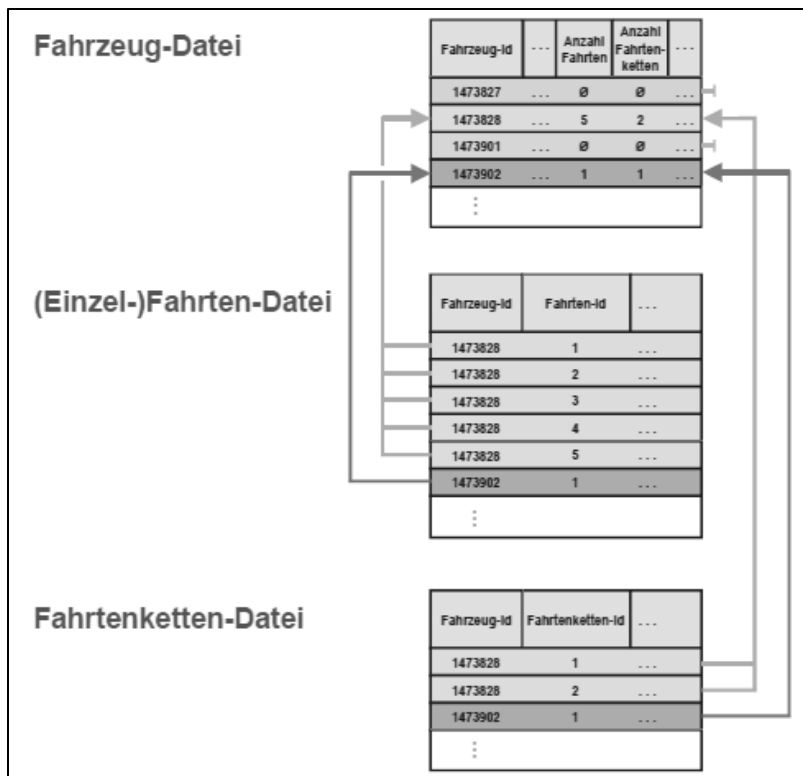 Fahrzeug-Datei
Fahrzeug-Id ... Anzahl Fahrten Anzahl Fahrten-ketten ...
1473827 ... ø ø ...
1473828 ... 5 2 ...
1473901 ... ø ø ...
1473902 ... 1 1 ...
⋮
(Einzel-)Fahrten-Datei
Fahrzeug-Id Fahrten-Id ...
1473828 1 ...
1473828 2 ...
1473828 3 ...
1473828 4 ...
1473828 5 ...
1473902 1 ...
⋮
Fahrtenketten-Datei
Fahrzeug-Id Fahrtenketten-Id ...
1473828 1 ...
1473828 2 ...
1473902 1 ...
⋮